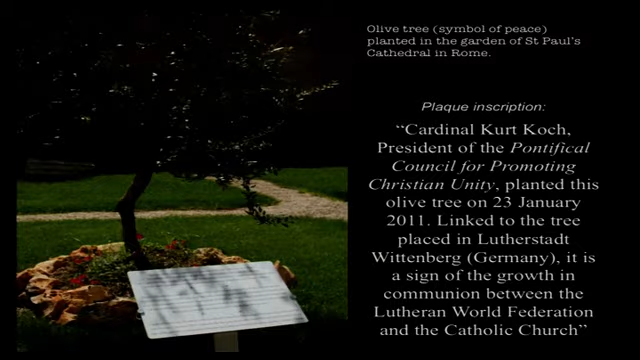 Olive tree (symbol of peace)
planted in the garden of St Paul's
Cathedral in Rome.
Plaque inscription:
“Cardinal Kurt Koch,
President of the Pontifical
Council for Promoting
Christian Unity, planted this
olive tree on 23 January
2011. Linked to the tree
placed in Lutherstadt
Wittenberg (Germany), it is
a sign of the growth in
communion between the
Lutheran World Federation
and the Catholic Church”